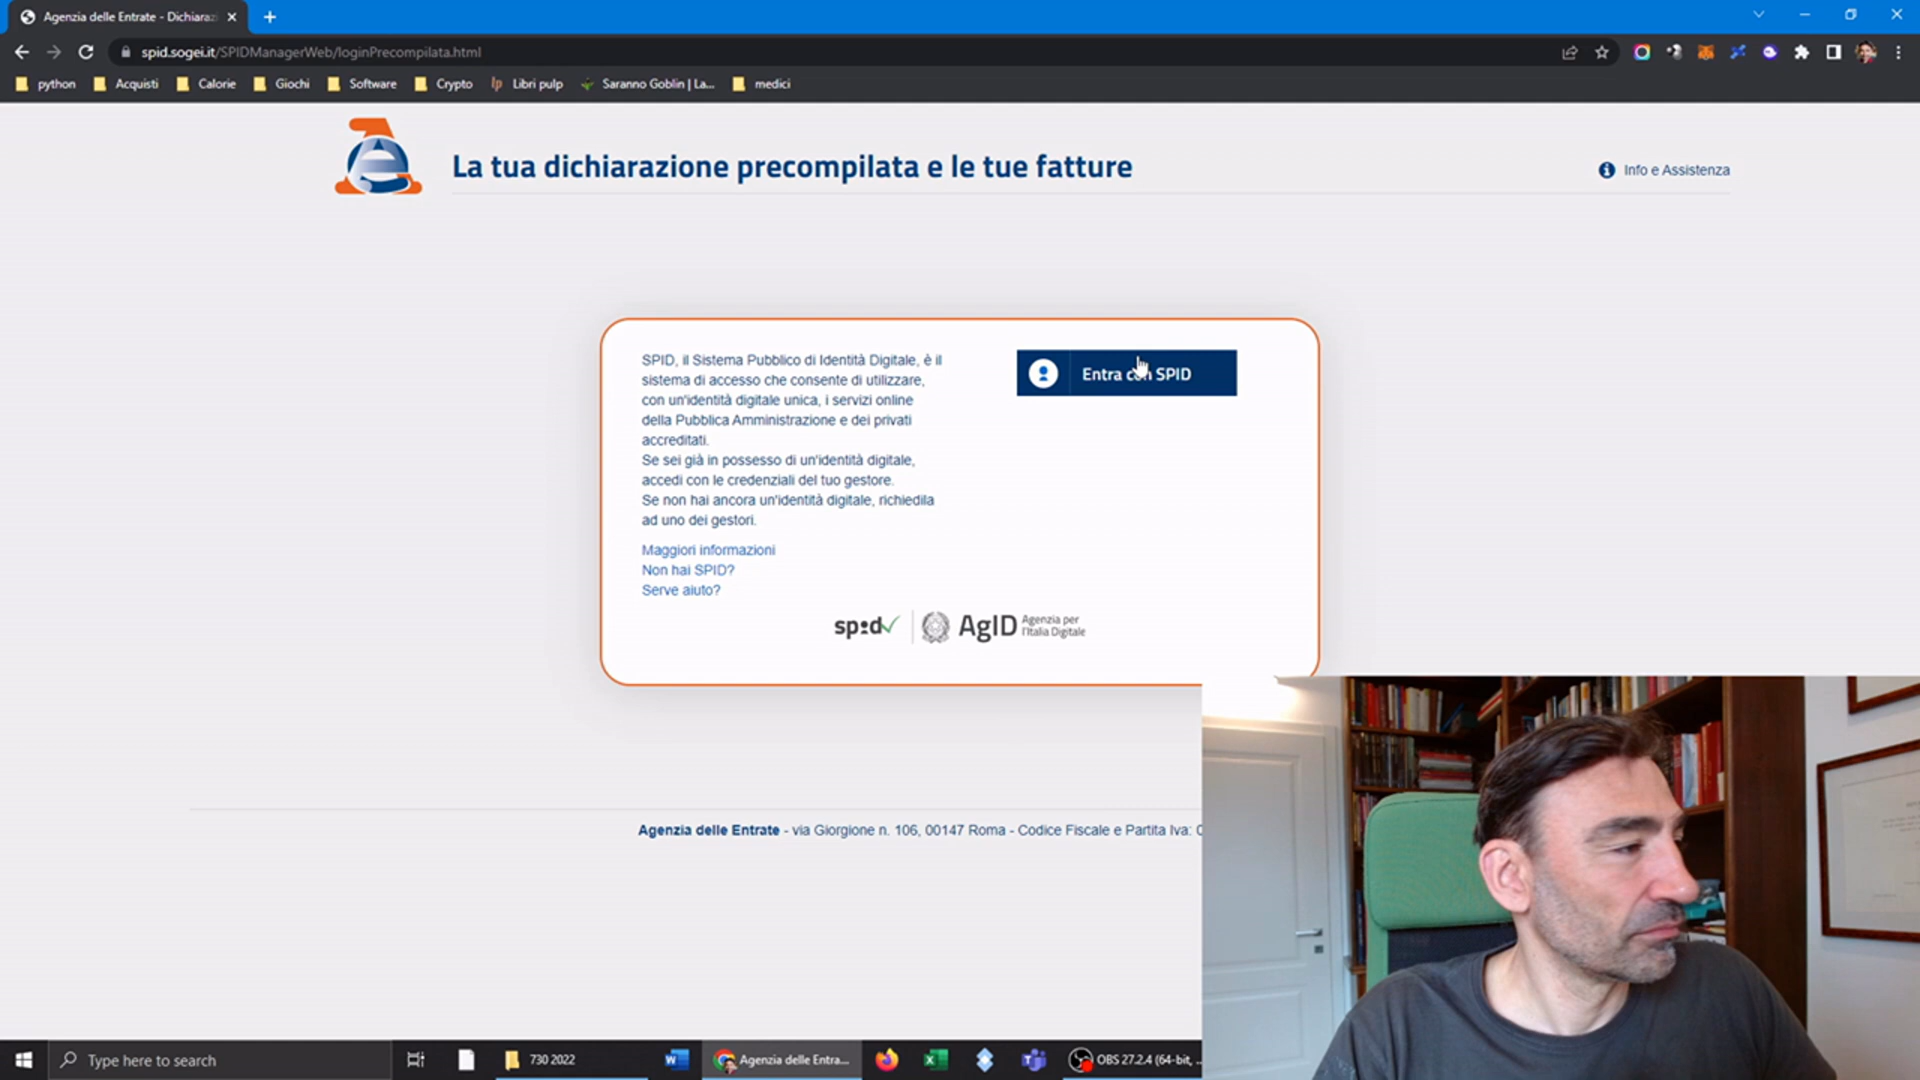 Agenzia delle Entrate - Dichiaraz
spid.sogei.it/SPIDManagerWeb/loginPrecompilata.html
python
Acquisti
Calorie
Giochi
Software
Crypto
lp Libri pulp
Saranno Goblin | La...
medici
La tua dichiarazione precompilata e le tue fatture
Info e Assistenza
SPID, il Sistema Pubblico di Identità Digitale, è il
sistema di accesso che consente di utilizzare,
con un'identità digitale unica, i servizi online
della Pubblica Amministrazione e dei privati
accreditati.
Se sei già in possesso di un'identità digitale,
accedi con le credenziali del tuo gestore.
Se non hai ancora un'identità digitale, richiedila
ad uno dei gestori.
Maggiori informazioni
Non hai SPID?
Serve aiuto?
Entra con SPID
spid
AgID Agenzia per
l'Italia Digitale
Agenzia delle Entrate - via Giorgione n. 106, 00147 Roma - Codice Fiscale e Partita Iva:
Type here to search
730 2022
Agenzia delle Entra...
OBS 27.2.4 (64-bit, ...